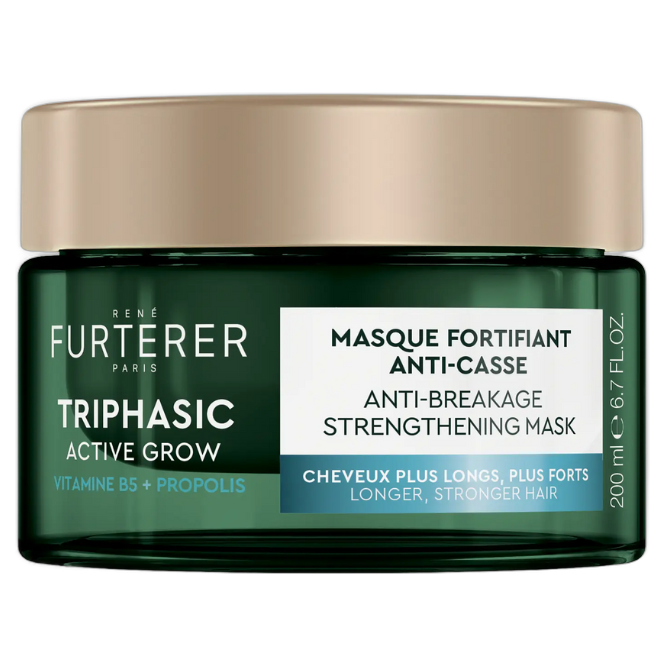 RENÉ
FURTERER
PARIS
TRIPHASIC
ACTIVE GROW
VITAMINE B5 + PROPOLIS
MASQUE FORTIFIANT
ANTI-CASSE
ANTI-BREAKAGE
STRENGTHENING MASK
CHEVEUX PLUS LONGS, PLUS FORTS
LONGER, STRONGER HAIR
200 ml ℮ 6.7 FL.OZ.